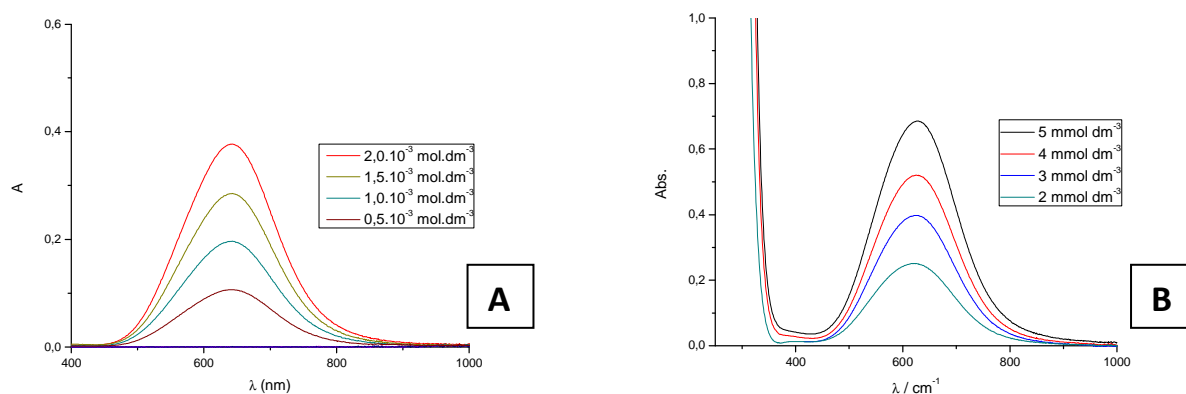 0,6
0,4
0,2
0,0
A
400
600
800
1000
λ (nm)
2,0.10⁻³ mol.dm⁻³
1,5.10⁻³ mol.dm⁻³
1,0.10⁻³ mol.dm⁻³
0,5.10⁻³ mol.dm⁻³
A
1,0
0,8
0,6
0,4
0,2
0,0
Abs.
400
600
800
1000
λ / cm⁻¹
5 mmol dm⁻³
4 mmol dm⁻³
3 mmol dm⁻³
2 mmol dm⁻³
B